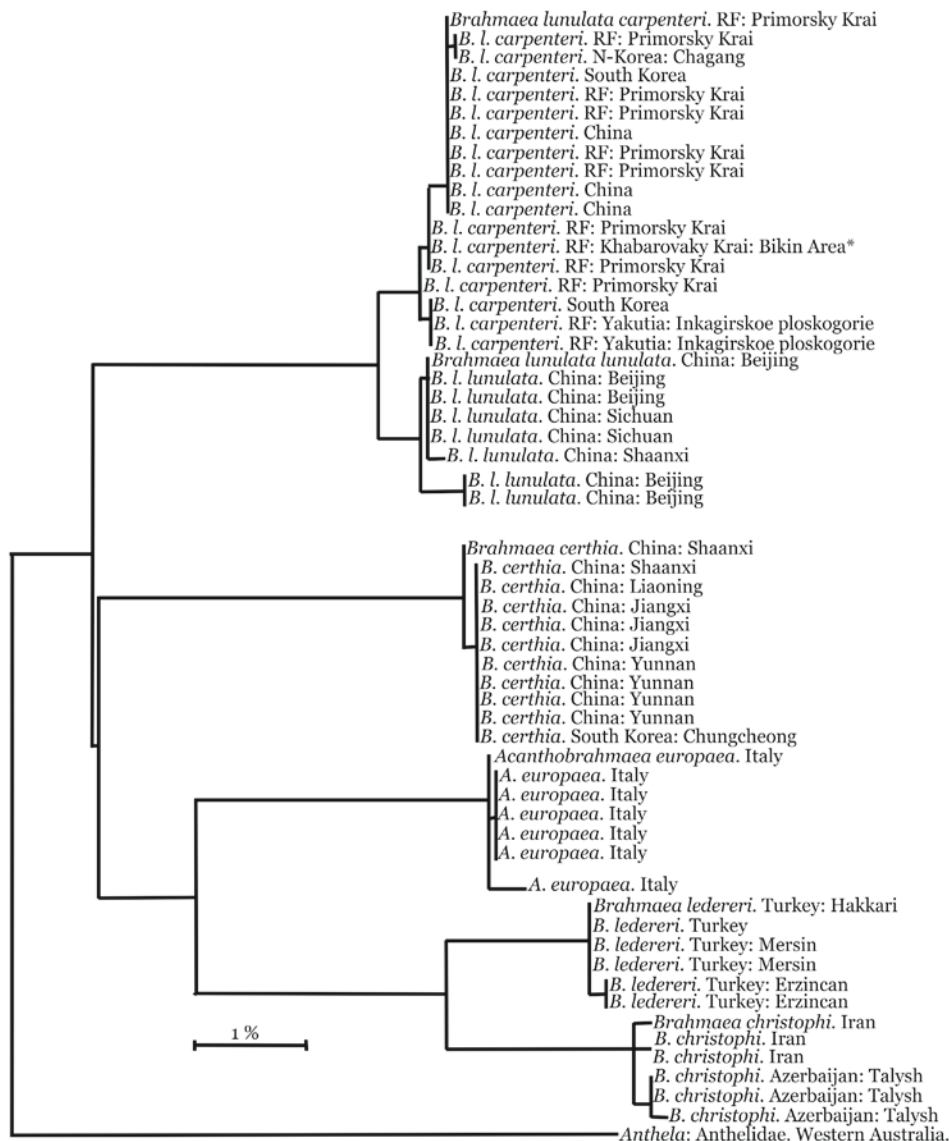 Brahmaea lunulata carpenteri. RF: Primorsky Krai
B. l. carpenteri. RF: Primorsky Krai
B. l. carpenteri. N-Korea: Chagang
B. l. carpenteri. South Korea
B. l. carpenteri. RF: Primorsky Krai
B. l. carpenteri. RF: Primorsky Krai
B. l. carpenteri. China
B. l. carpenteri. RF: Primorsky Krai
B. l. carpenteri. RF: Primorsky Krai
B. l. carpenteri. China
B. l. carpenteri. China
B. l. carpenteri. RF: Primorsky Krai
B. l. carpenteri. RF: Khabarovaky Krai: Bikin Area*
B. l. carpenteri. RF: Primorsky Krai
B. l. carpenteri. RF: Primorsky Krai
B. l. carpenteri. South Korea
B. l. carpenteri. RF: Yakutia: Inkagirskoe ploskogorie
B. l. carpenteri. RF: Yakutia: Inkagirskoe ploskogorie
Brahmaea lunulata lunulata. China: Beijing
B. l. lunulata. China: Beijing
B. l. lunulata. China: Beijing
B. l. lunulata. China: Sichuan
B. l. lunulata. China: Sichuan
B. l. lunulata. China: Shaanxi
B. l. lunulata. China: Beijing
B. l. lunulata. China: Beijing
Brahmaea certhia. China: Shaanxi
B. certhia. China: Shaanxi
B. certhia. China: Liaoning
B. certhia. China: Jiangxi
B. certhia. China: Jiangxi
B. certhia. China: Jiangxi
B. certhia. China: Yunnan
B. certhia. China: Yunnan
B. certhia. China: Yunnan
B. certhia. China: Yunnan
B. certhia. South Korea: Chungcheong
Acanthobrahmaea europaea. Italy
A. europaea. Italy
A. europaea. Italy
A. europaea. Italy
A. europaea. Italy
A. europaea. Italy
A. europaea. Italy
Brahmaea ledereri. Turkey: Hakkari
B. ledereri. Turkey
B. ledereri. Turkey: Mersin
B. ledereri. Turkey: Mersin
B. ledereri. Turkey: Erzincan
B. ledereri. Turkey: Erzincan
Brahmaea christophi. Iran
B. christophi. Iran
1 %
B. christophi. Iran
B. christophi. Azerbaijan: Talysh
B. christophi. Azerbaijan: Talysh
B. christophi. Azerbaijan: Talysh
Anthela: Anthelidae. Western Australia.